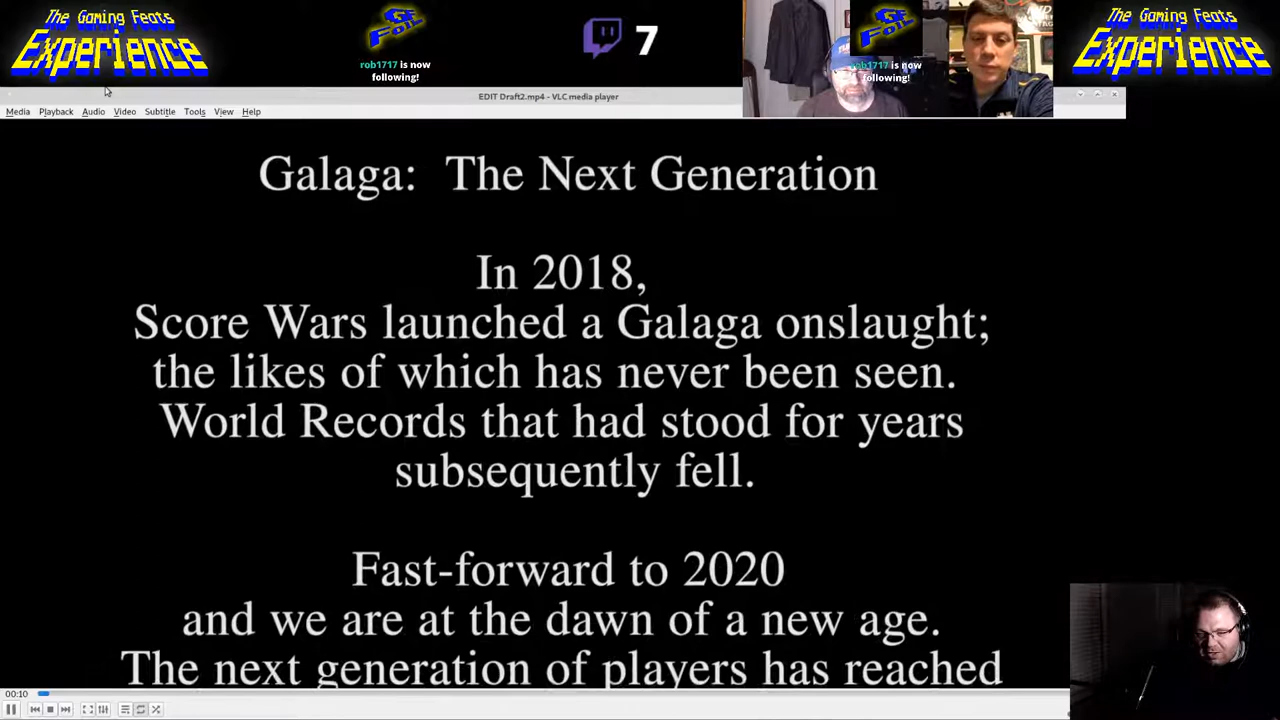 The Gaming Feats
Experience
GF
Foil
rob1717 is now
following!
7
GF
Foil
rob1717 is now
following!
The Gaming Feats
Experience
EDIT Draft2.mp4 - VLC media player
Media Playback Audio Video Subtitle Tools View Help
Galaga: The Next Generation
In 2018,
Score Wars launched a Galaga onslaught;
the likes of which has never been seen.
World Records that had stood for years
subsequently fell.
Fast-forward to 2020
and we are at the dawn of a new age.
The next generation of players has reached
00:10